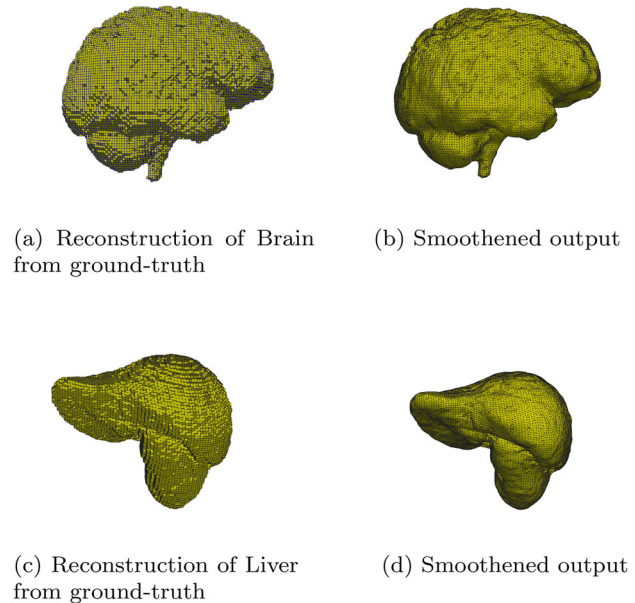 (a) Reconstruction of Brain
from ground-truth
(b) Smoothened output
(c) Reconstruction of Liver
from ground-truth
(d) Smoothened output